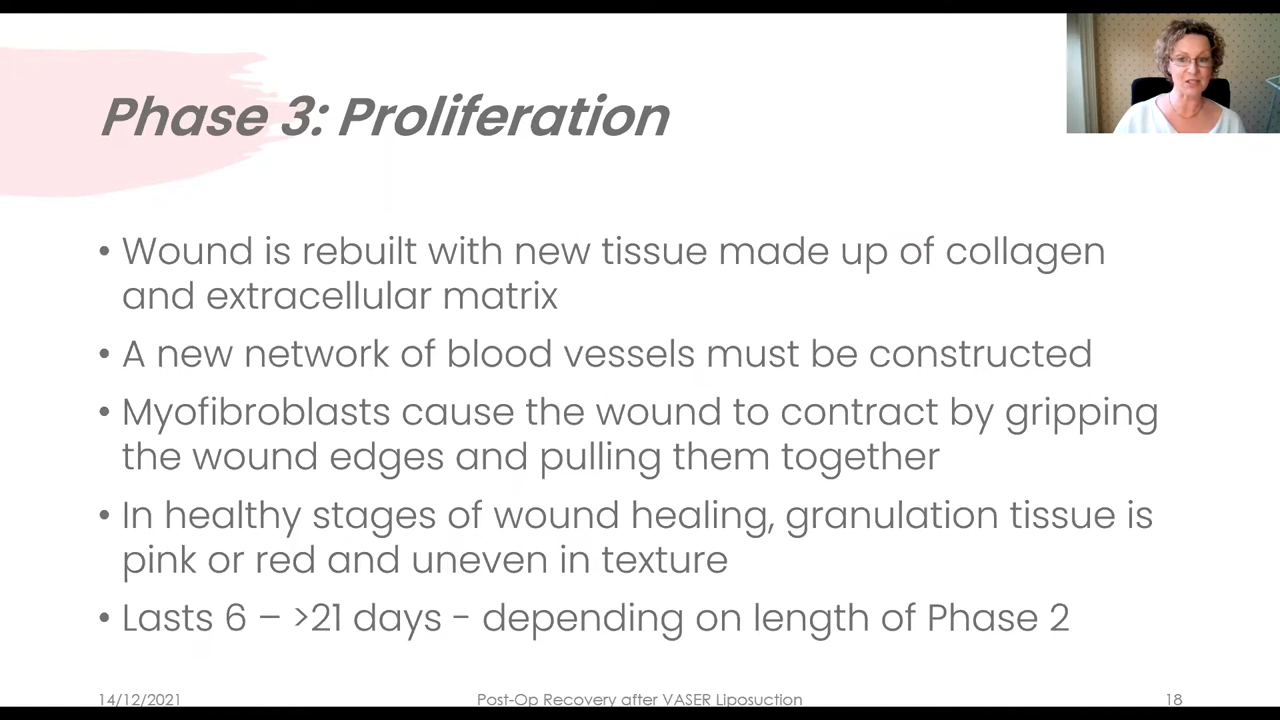 Phase 3: Proliferation
• Wound is rebuilt with new tissue made up of collagen
and extracellular matrix
• A new network of blood vessels must be constructed
• Myofibroblasts cause the wound to contract by gripping
the wound edges and pulling them together
• In healthy stages of wound healing, granulation tissue is
pink or red and uneven in texture
• Lasts 6 – >21 days - depending on length of Phase 2
14/12/2021 Post-Op Recovery after VASER Liposuction 18